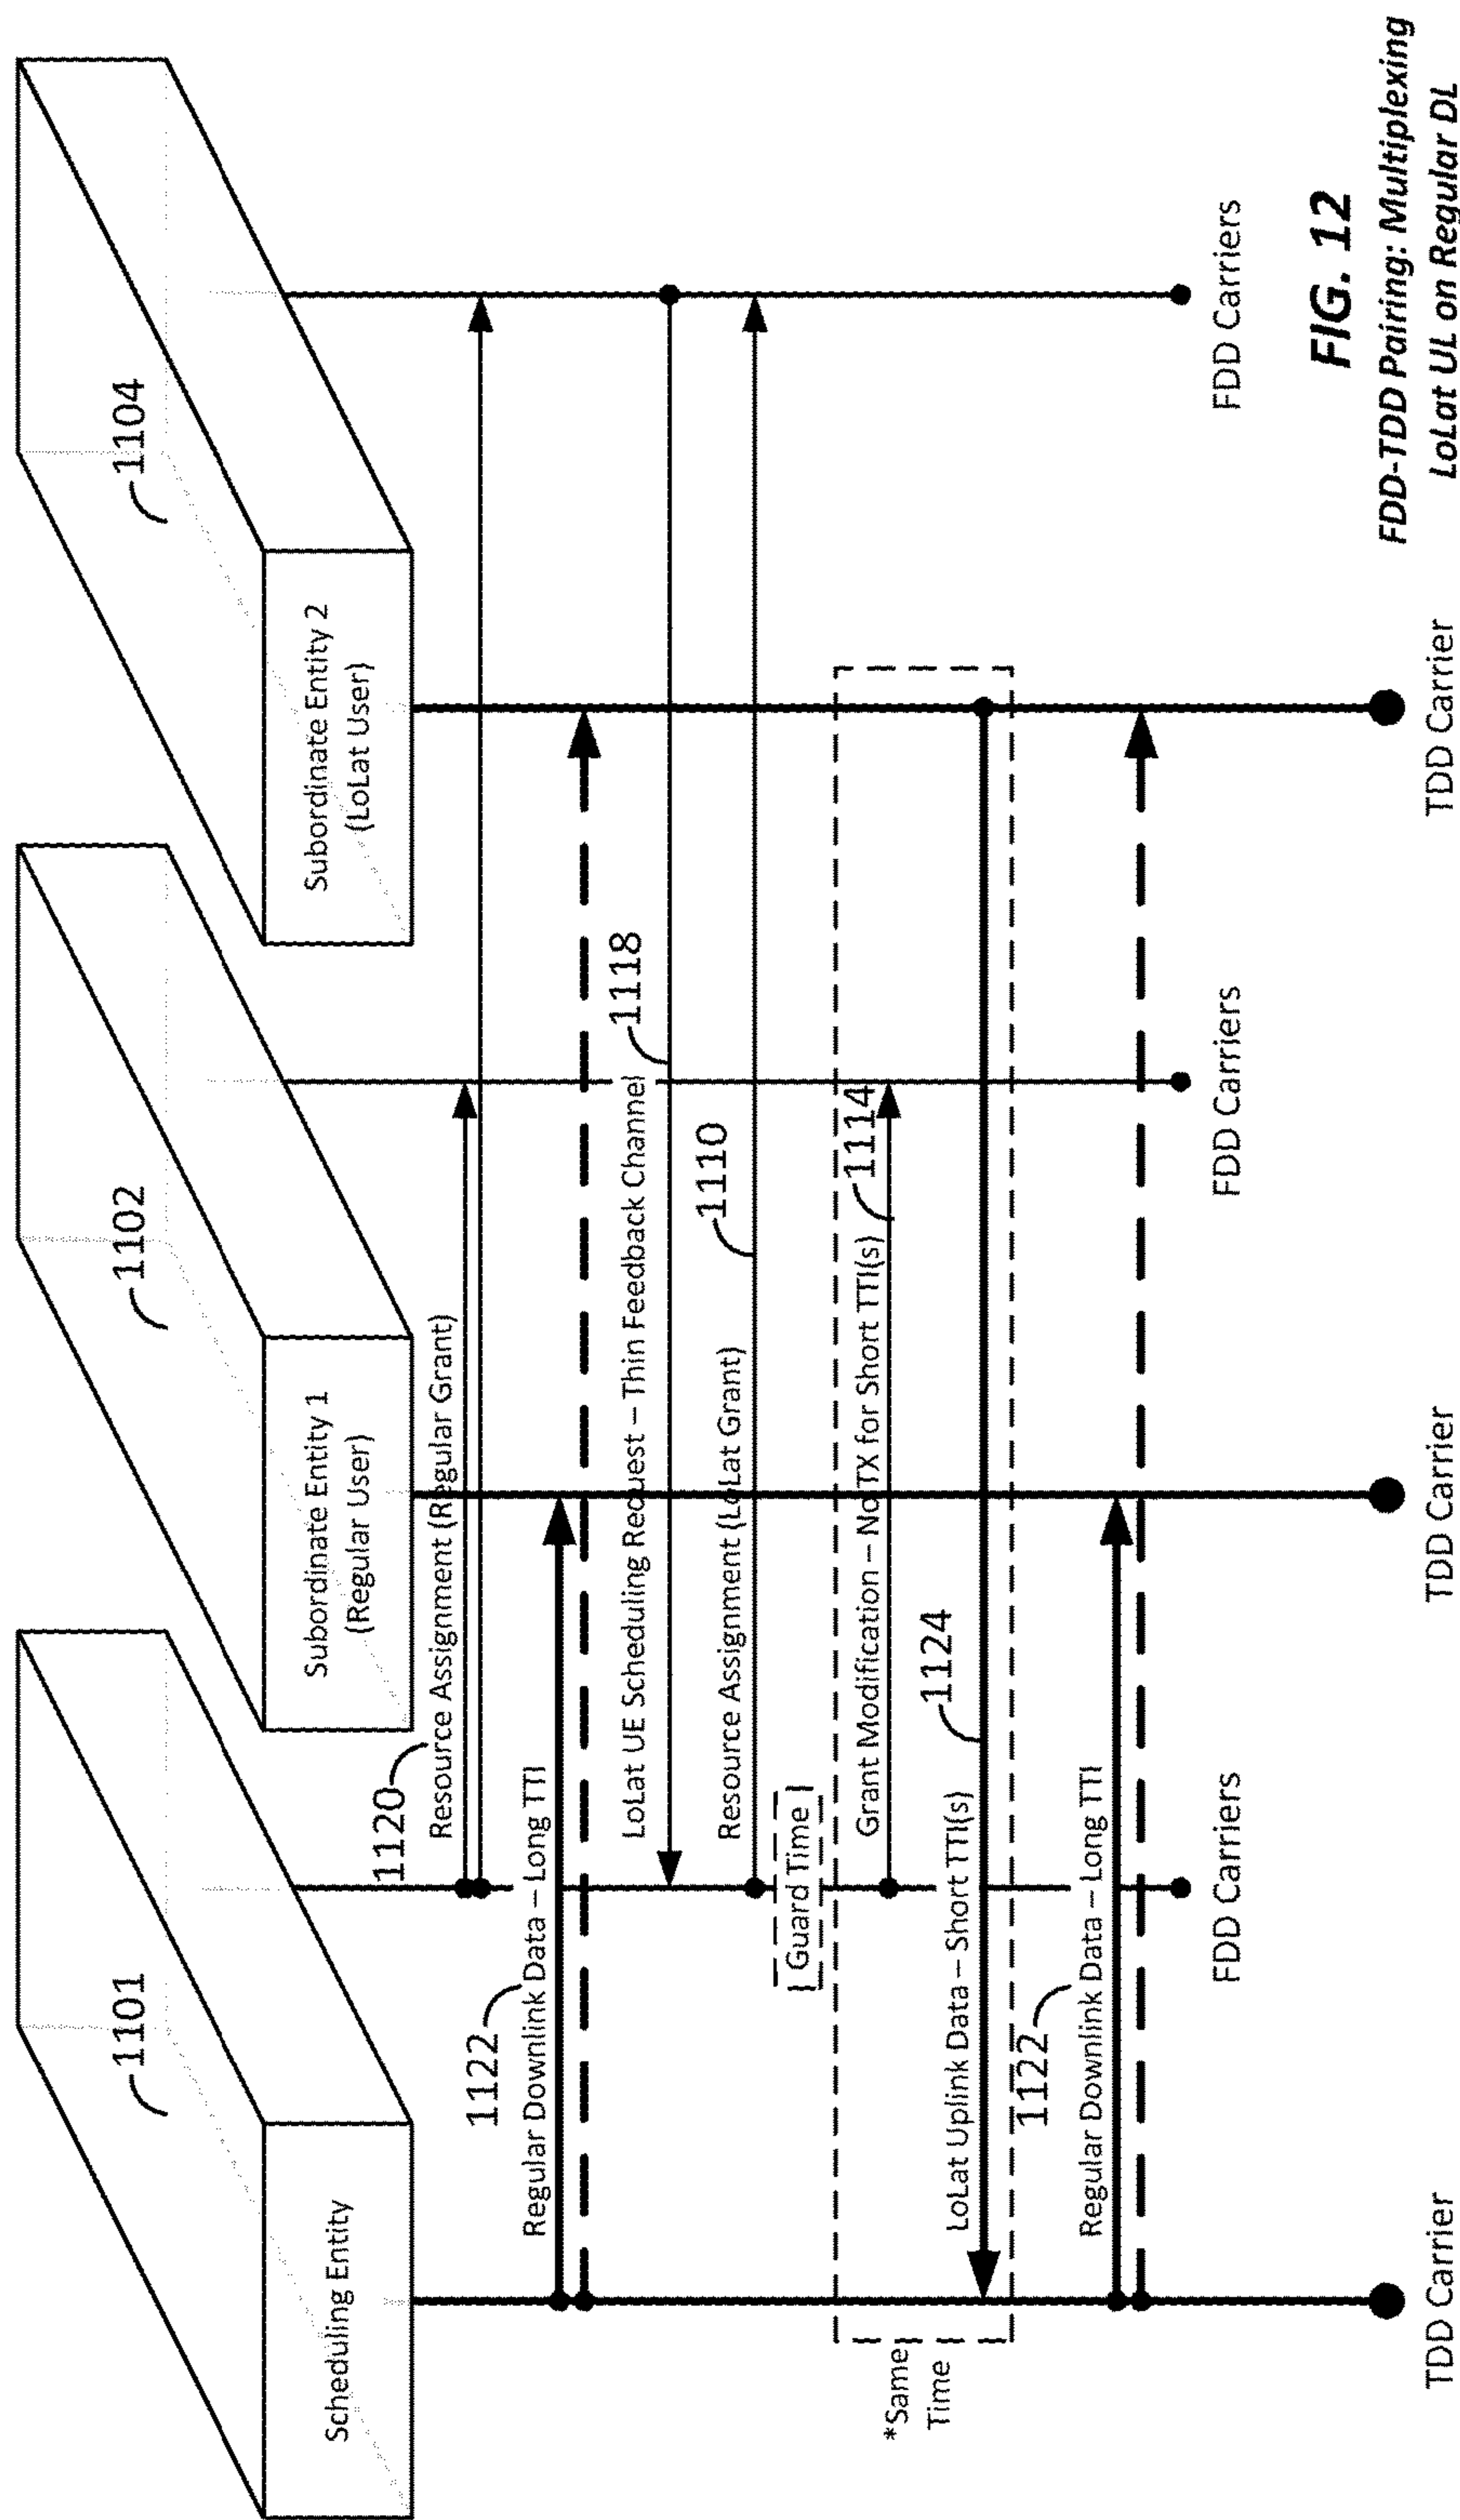 1101
1102
1104
Scheduling Entity
Subordinate Entity 1
(Regular User)
Subordinate Entity 2
(LoLat User)
1120
Resource Assignment (Regular Grant)
1122
Regular Downlink Data – Long TTI
1118
LoLat UE Scheduling Request – Thin Feedback Channel
1110
Resource Assignment (LoLat Grant)
Guard Time
*Same
Time
1114
Grant Modification – No TX for Short TTI(s)
1124
LoLat Uplink Data – Short TTI(s)
1122
Regular Downlink Data – Long TTI
FDD Carriers
FDD Carriers
FDD Carriers
TDD Carrier
TDD Carrier
TDD Carrier
FIG. 12
FDD-TDD Pairing: Multiplexing
LoLat UL on Regular DL